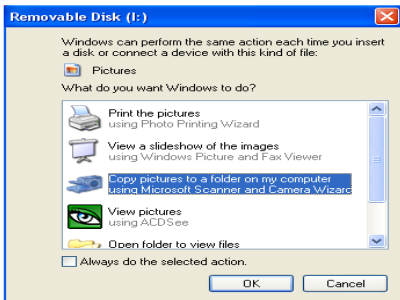 Removable Disk (I:)
Windows can perform the same action each time you insert
a disk or connect a device with this kind of file:
Pictures
What do you want Windows to do?
Print the pictures
using Photo Printing Wizard
View a slideshow of the images
using Windows Picture and Fax Viewer
Copy pictures to a folder on my computer
using Microsoft Scanner and Camera Wizard
View pictures
using ACDSee
Open folder to view files
Always do the selected action.
OK
Cancel